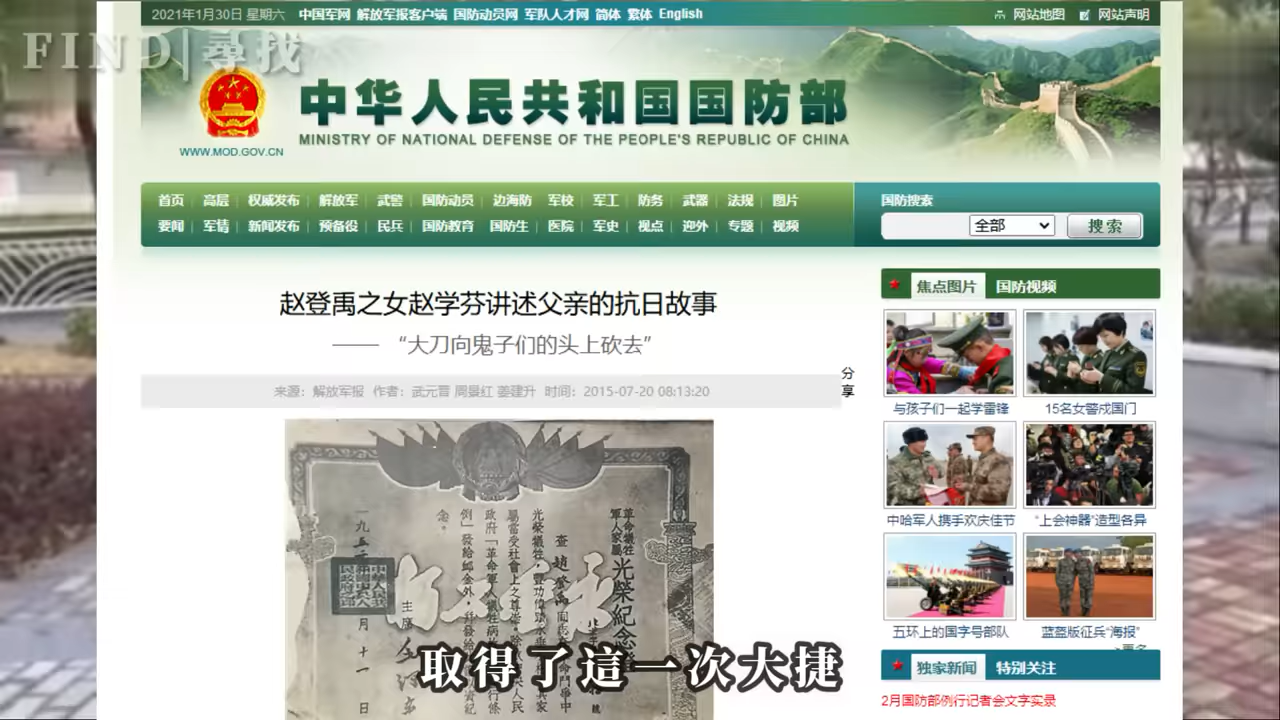 2021年1月30日 星期六 中国军网 解放军报客户端 国防动员网 军队人才网 简体 繁体 English 网站地图 网站声明
FIND|尋找
中华人民共和国国防部
MINISTRY OF NATIONAL DEFENSE OF THE PEOPLE'S REPUBLIC OF CHINA
WWW.MOD.GOV.CN
首页 高层 权威发布 解放军 武警 国防动员 边海防 军校 军工 防务 武器 法规 图片
要闻 军情 新闻发布 预备役 民兵 国防教育 国防生 医院 军史 视点 迎外 专题 视频
国防搜索
全部 搜索
赵登禹之女赵学芬讲述父亲的抗日故事
—— “大刀向鬼子们的头上砍去”
来源：解放军报 作者：武元晋 周景红 姜建升 时间：2015-07-20 08:13:20
分享
焦点图片 国防视频
与孩子们一起学雷锋 15名女警戍国门
中哈军人携手欢庆佳节 “上会神器”造型各异
五环上的国字号部队 蓝盔版征兵“海报”
独家新闻 特别关注
2月国防部例行记者会文字实录
革命犧牲
軍人家屬
光榮紀念
取得了這一次大捷